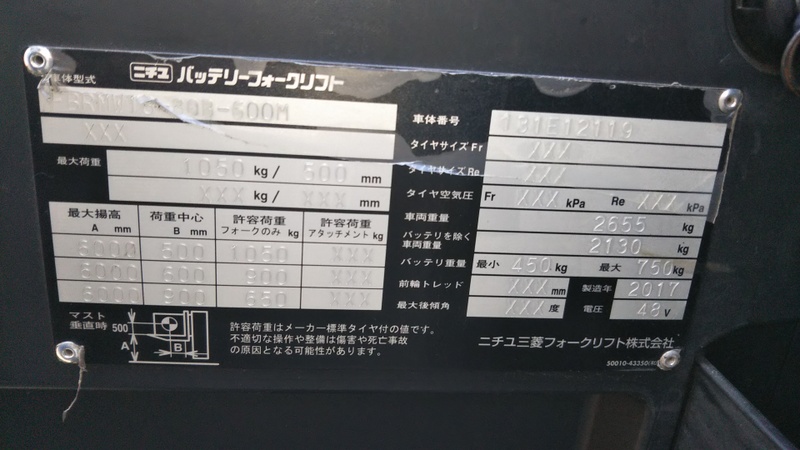 ニチユ バッテリーフォークリフト
車体型式
-600M
XXX
最大荷重
1050 kg/ 500 mm
XXX kg/ XXX mm
最大揚高 A mm 荷重中心 B mm 許容荷重 フォークのみ kg 許容荷重 アタッチメント kg
6000 500 1050 XXX
6000 600 900 XXX
6000 900 650 XXX
マスト垂直時 500
A
B
許容荷重はメーカー標準タイヤ付の値です。
不適切な操作や整備は傷害や死亡事故
の原因となる可能性があります。
車体番号 131E12119
タイヤサイズ Fr XXX
タイヤサイズ Re XXX
タイヤ空気圧 Fr XXX kPa Re XXX kPa
車両重量 2655 kg
バッテリを除く車両重量 2130 kg
バッテリ重量 最小 450 kg 最大 750 kg
前輪トレッド XXX mm 製造年 2017
最大後傾角 XXX 度 電圧 48 V
ニチユ三菱フォークリフト株式会社